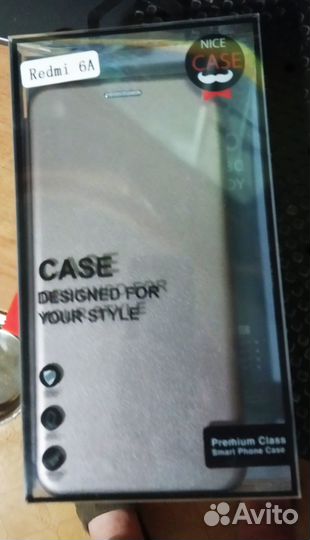 Redmi 6A
NICE
CASE
CASE
DESIGNED FOR
YOUR STYLE
Premium Class
Smart Phone Case
Avito